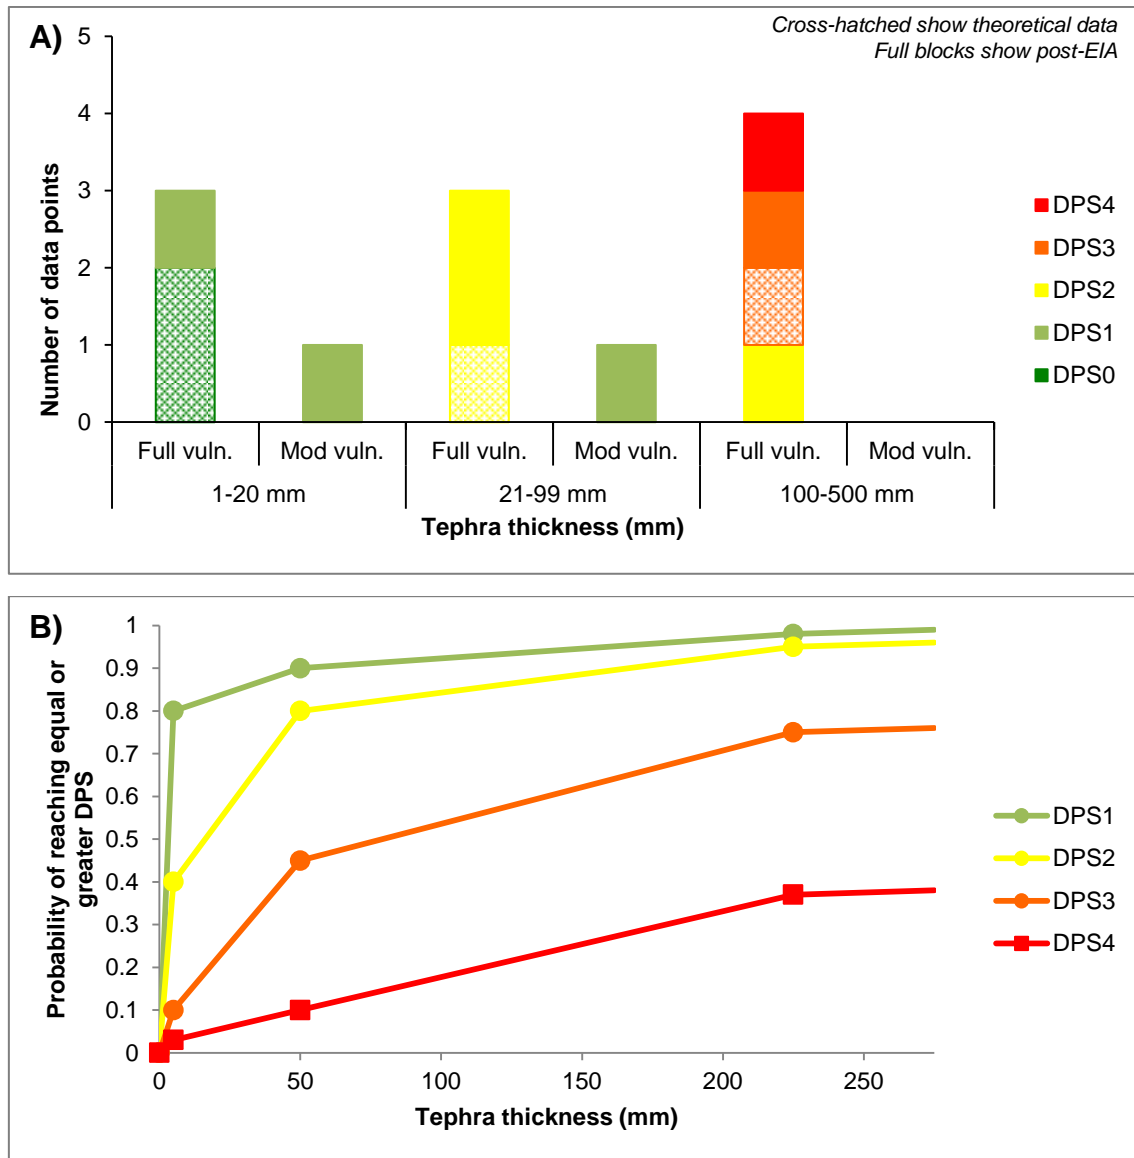 A)
Cross-hatched show theoretical data
Full blocks show post-EIA
Number of data points
5
4
3
2
1
0
Full vuln.
Mod vuln.
Full vuln.
Mod vuln.
Full vuln.
Mod vuln.
1-20 mm
21-99 mm
100-500 mm
Tephra thickness (mm)
DPS4
DPS3
DPS2
DPS1
DPS0
B)
Probability of reaching equal or
greater DPS
1
0.9
0.8
0.7
0.6
0.5
0.4
0.3
0.2
0.1
0
0
50
100
150
200
250
Tephra thickness (mm)
DPS1
DPS2
DPS3
DPS4